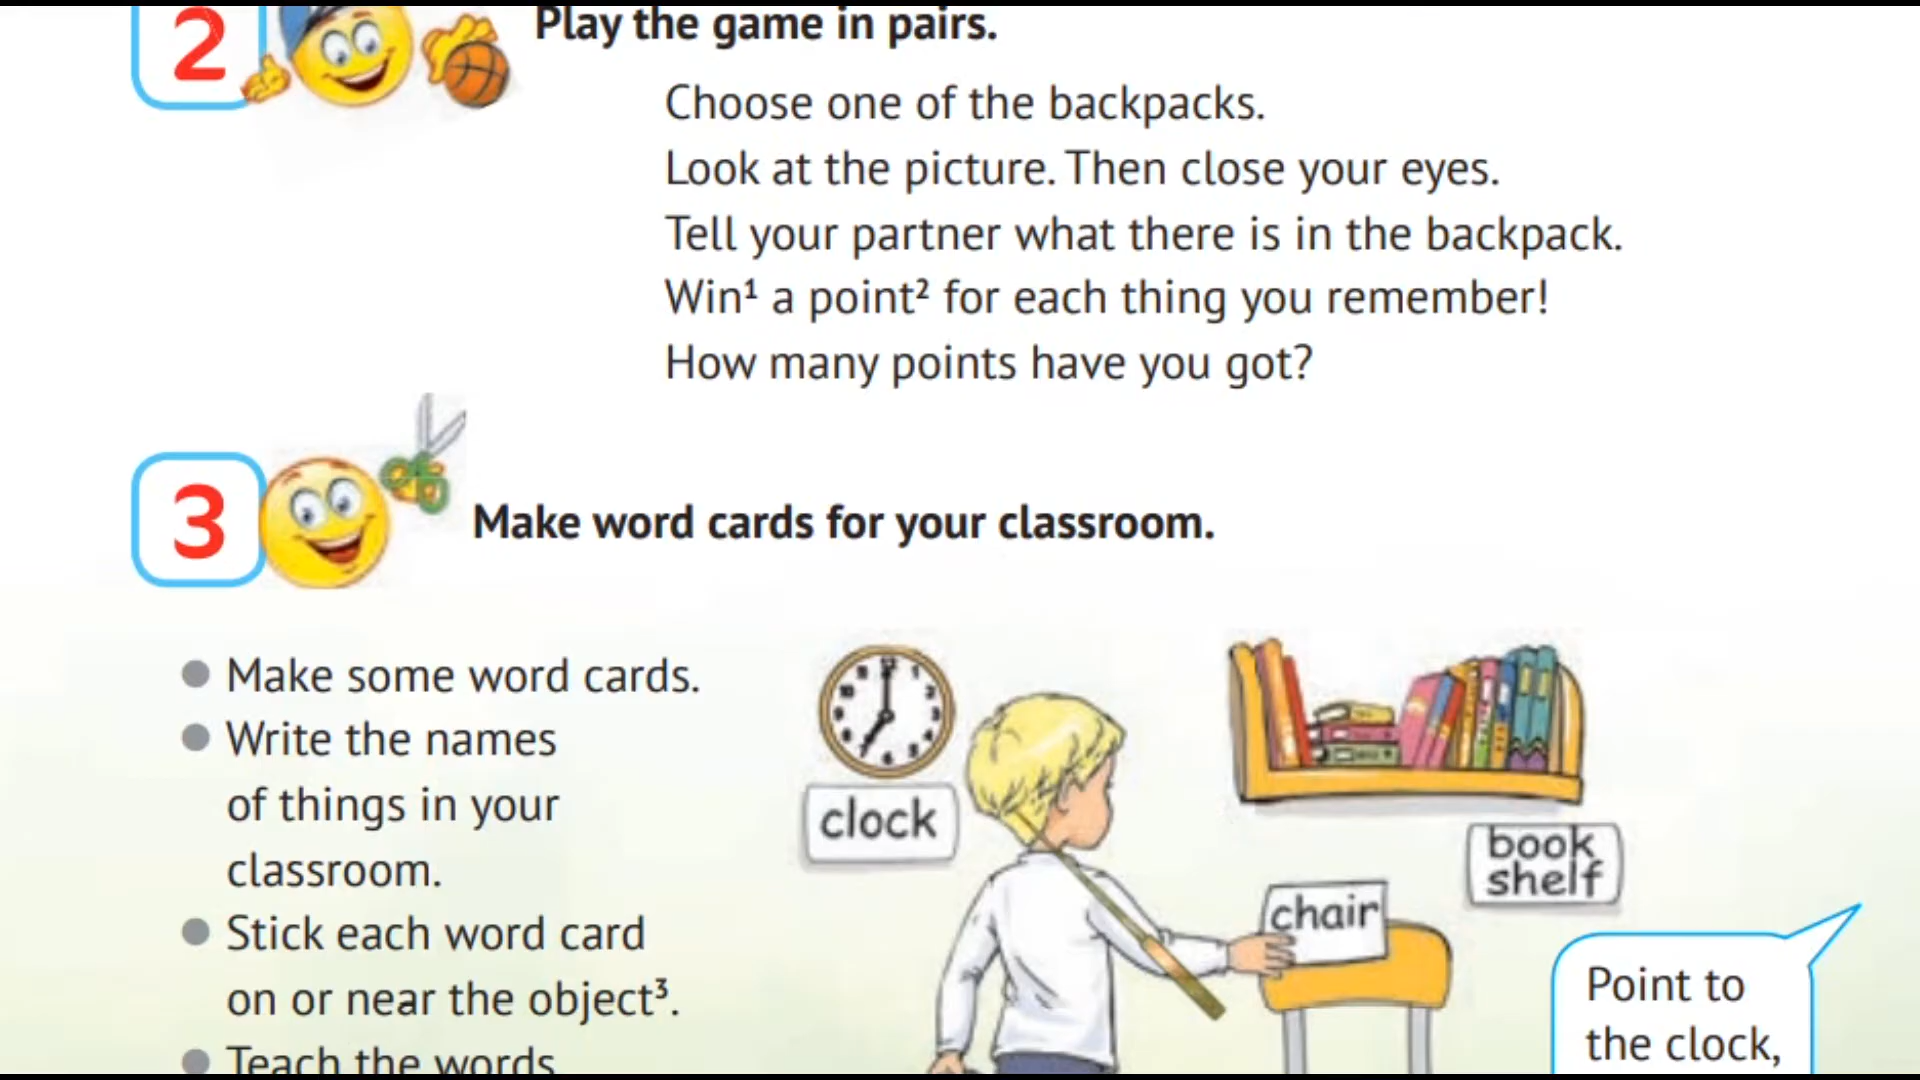 2
Play the game in pairs.
Choose one of the backpacks.
Look at the picture. Then close your eyes.
Tell your partner what there is in the backpack.
Win¹ a point² for each thing you remember!
How many points have you got?
3
Make word cards for your classroom.
Make some word cards.
Write the names
of things in your
classroom.
Stick each word card
on or near the object³.
Teach the words
clock
book
shelf
chair
Point to
the clock,